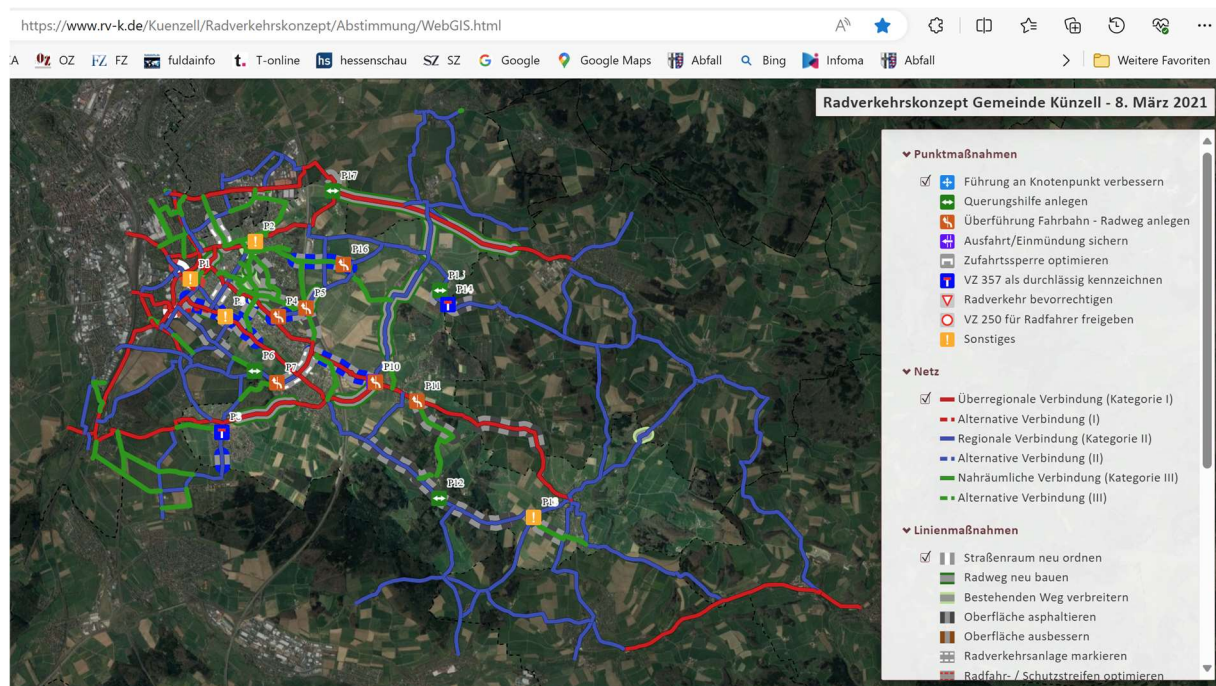 https://www.rv-k.de/Kuenzell/Radverkehrskonzept/Abstimmung/WebGIS.html
A OZ FZ fuldainfo T-online hessenschau SZ Google Google Maps Abfall Bing Infoma Abfall Weitere Favoriten
Radverkehrskonzept Gemeinde Künzell - 8. März 2021
Punktmaßnahmen
Führung an Knotenpunkt verbessern
Querungshilfe anlegen
Überführung Fahrbahn - Radweg anlegen
Ausfahrt/Einmündung sichern
Zufahrtssperre optimieren
VZ 357 als durchlässig kennzeichnen
Radverkehr bevorrechtigen
VZ 250 für Radfahrer freigeben
Sonstiges
Netz
Überregionale Verbindung (Kategorie I)
Alternative Verbindung (I)
Regionale Verbindung (Kategorie II)
Alternative Verbindung (II)
Nahräumliche Verbindung (Kategorie III)
Alternative Verbindung (III)
Linienmaßnahmen
Straßenraum neu ordnen
Radweg neu bauen
Bestehenden Weg verbreitern
Oberfläche asphaltieren
Oberfläche ausbessern
Radverkehrsanlage markieren
Radfahr- / Schutzstreifen optimieren
P17
P2
P16
P1
P14
P5
P4
P6
P7
P10
P11
P12